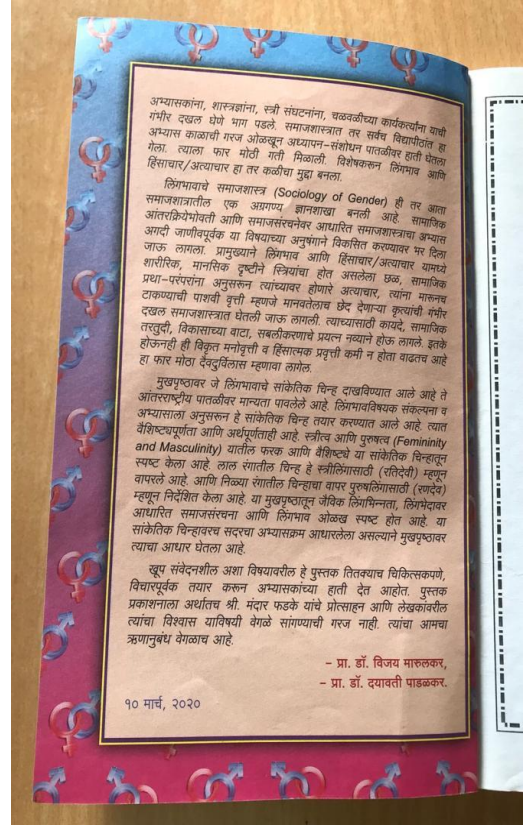 अभ्यासकांना, शास्त्रज्ञांना, स्त्री संघटनांना, चळवळीच्या कार्यकर्त्यांना याची
गंभीर दखल घेणे भाग पडले. समाजशास्त्रात तर सर्वच विद्यापीठांत हा
अभ्यास काळाची गरज ओळखून अध्यापन-संशोधन पातळीवर हाती घेतला
गेला. त्याला फार मोठी गती मिळाली. विशेषकरून लिंगभाव आणि
हिंसाचार/अत्याचार हा तर कळीचा मुद्दा बनला.
लिंगभावाचे समाजशास्त्र (Sociology of Gender) ही तर आता
समाजशास्त्रातील एक अग्रगण्य ज्ञानशाखा बनली आहे. सामाजिक
आंतरक्रियेभोवती आणि समाजसंरचनेवर आधारित समाजशास्त्राचा अभ्यास
अगदी जाणीवपूर्वक या विषयाच्या अनुषंगाने विकसित करण्यावर भर दिला
जाऊ लागला. प्रामुख्याने लिंगभाव आणि हिंसाचार/अत्याचार यामध्ये
शारीरिक, मानसिक दृष्टीने स्त्रियांचा होत असलेला छळ, सामाजिक
प्रथा-परंपरांना अनुसरून त्यांच्यावर होणारे अत्याचार, त्यांना मारूनच
टाकण्याची पाशवी वृत्ती म्हणजे मानवतेलाच छेद देणाऱ्या कृत्यांची गंभीर
दखल समाजशास्त्रात घेतली जाऊ लागली. त्याच्यासाठी कायदे, सामाजिक
तरतुदी, विकासाच्या वाटा, सबलीकरणाचे प्रयत्न नव्याने होऊ लागले. इतके
होऊनही ही विकृत मनोवृत्ती व हिंसात्मक प्रवृत्ती कमी न होता वाढतच आहे
हा फार मोठा दैवदुर्विलास म्हणावा लागेल.
मुखपृष्ठावर जे लिंगभावाचे सांकेतिक चिन्ह दाखविण्यात आले आहे ते
आंतरराष्ट्रीय पातळीवर मान्यता पावलेले आहे. लिंगभावविषयक संकल्पना व
अभ्यासाला अनुसरून हे सांकेतिक चिन्ह तयार करण्यात आले आहे. त्यात
वैशिष्ट्यपूर्णता आणि अर्थपूर्णताही आहे. स्त्रीत्व आणि पुरुषत्व (Femininity
and Masculinity) यातील फरक आणि वैशिष्ट्ये या सांकेतिक चिन्हातून
स्पष्ट केला आहे. लाल रंगातील चिन्ह हे स्त्रीलिंगासाठी (रतिदेवी) म्हणून
वापरले आहे. आणि निळ्या रंगातील चिन्हाचा वापर पुरुषलिंगासाठी (रणदेव)
म्हणून निर्देशित केला आहे. या मुखपृष्ठातून जैविक लिंगभिन्नता, लिंगभेदावर
आधारित समाजसंरचना आणि लिंगभाव ओळख स्पष्ट होत आहे. या
सांकेतिक चिन्हावरच सदरचा अभ्यासक्रम आधारलेला असल्याने मुखपृष्ठावर
त्याचा आधार घेतला आहे.
खूप संवेदनशील अशा विषयावरील हे पुस्तक तितक्याच चिकित्सकपणे,
विचारपूर्वक तयार करून अभ्यासकांच्या हाती देत आहोत. पुस्तक
प्रकाशनाला अर्थातच श्री. मंदार फडके यांचे प्रोत्साहन आणि लेखकांवरील
त्यांचा विश्वास याविषयी वेगळे सांगण्याची गरज नाही. त्यांचा आमचा
ऋणानुबंध वेगळाच आहे.
– प्रा. डॉ. विजय मारुलकर,
– प्रा. डॉ. दयावती पाडळकर.
१० मार्च, २०२०